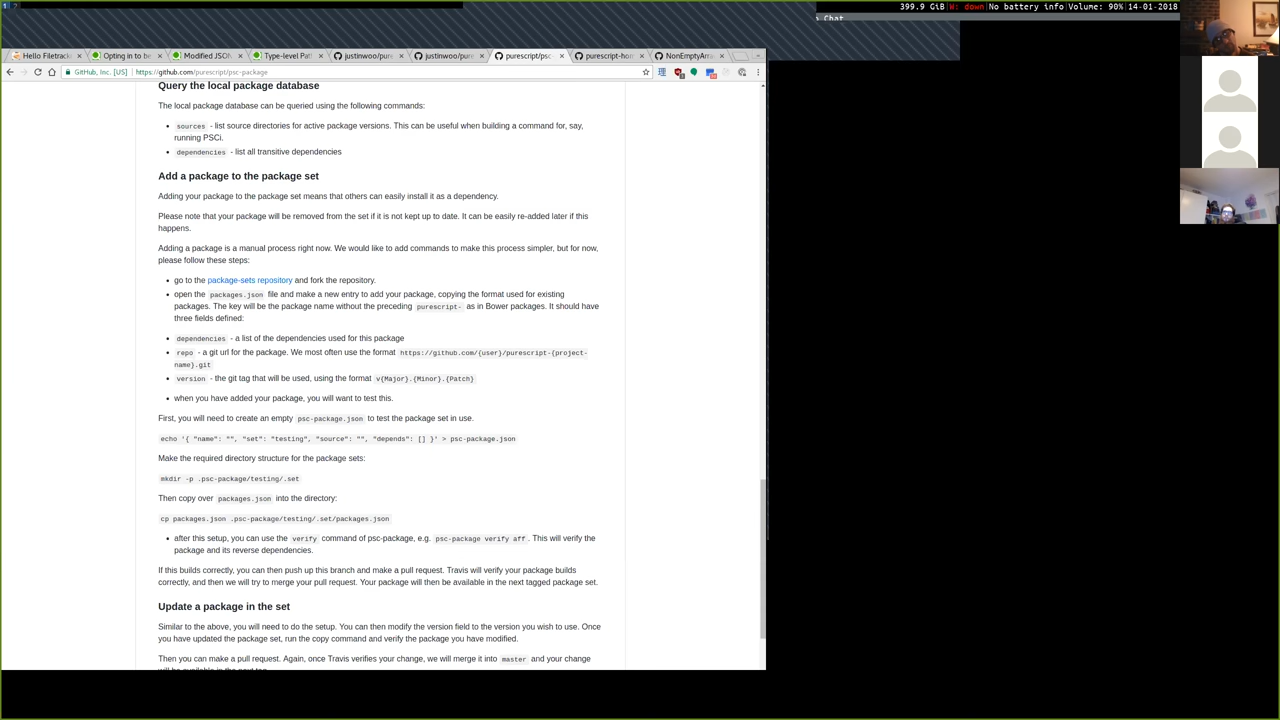 1 2 399.9 GiB|W: down|No battery info|Volume: 90%|14-01-2018
Chat
Hello Filetrack Opting in to be Modified JSON Type-level Pat justinwoo/pure justinwoo/pure purescript/psc purescript-ho NonEmptyArra
GitHub, Inc. [US] https://github.com/purescript/psc-package
Query the local package database
The local package database can be queried using the following commands:
sources - list source directories for active package versions. This can be useful when building a command for, say,
running PSCi.
dependencies - list all transitive dependencies
Add a package to the package set
Adding your package to the package set means that others can easily install it as a dependency.
Please note that your package will be removed from the set if it is not kept up to date. It can be easily re-added later if this
happens.
Adding a package is a manual process right now. We would like to add commands to make this process simpler, but for now,
please follow these steps:
go to the package-sets repository and fork the repository.
open the packages.json file and make a new entry to add your package, copying the format used for existing
packages. The key will be the package name without the preceding purescript- as in Bower packages. It should have
three fields defined:
dependencies - a list of the dependencies used for this package
repo - a git url for the package. We most often use the format https://github.com/{user}/purescript-{project-
name}.git
version - the git tag that will be used, using the format v{Major}.{Minor}.{Patch}
when you have added your package, you will want to test this.
First, you will need to create an empty psc-package.json to test the package set in use.
echo '{ "name": "", "set": "testing", "source": "", "depends": [] }' > psc-package.json
Make the required directory structure for the package sets:
mkdir -p .psc-package/testing/.set
Then copy over packages.json into the directory:
cp packages.json .psc-package/testing/.set/packages.json
after this setup, you can use the verify command of psc-package, e.g. psc-package verify aff. This will verify the
package and its reverse dependencies.
If this builds correctly, you can then push up this branch and make a pull request. Travis will verify your package builds
correctly, and then we will try to merge your pull request. Your package will then be available in the next tagged package set.
Update a package in the set
Similar to the above, you will need to do the setup. You can then modify the version field to the version you wish to use. Once
you have updated the package set, run the copy command and verify the package you have modified.
Then you can make a pull request. Again, once Travis verifies your change, we will merge it into master and your change
will be available in the next tag.